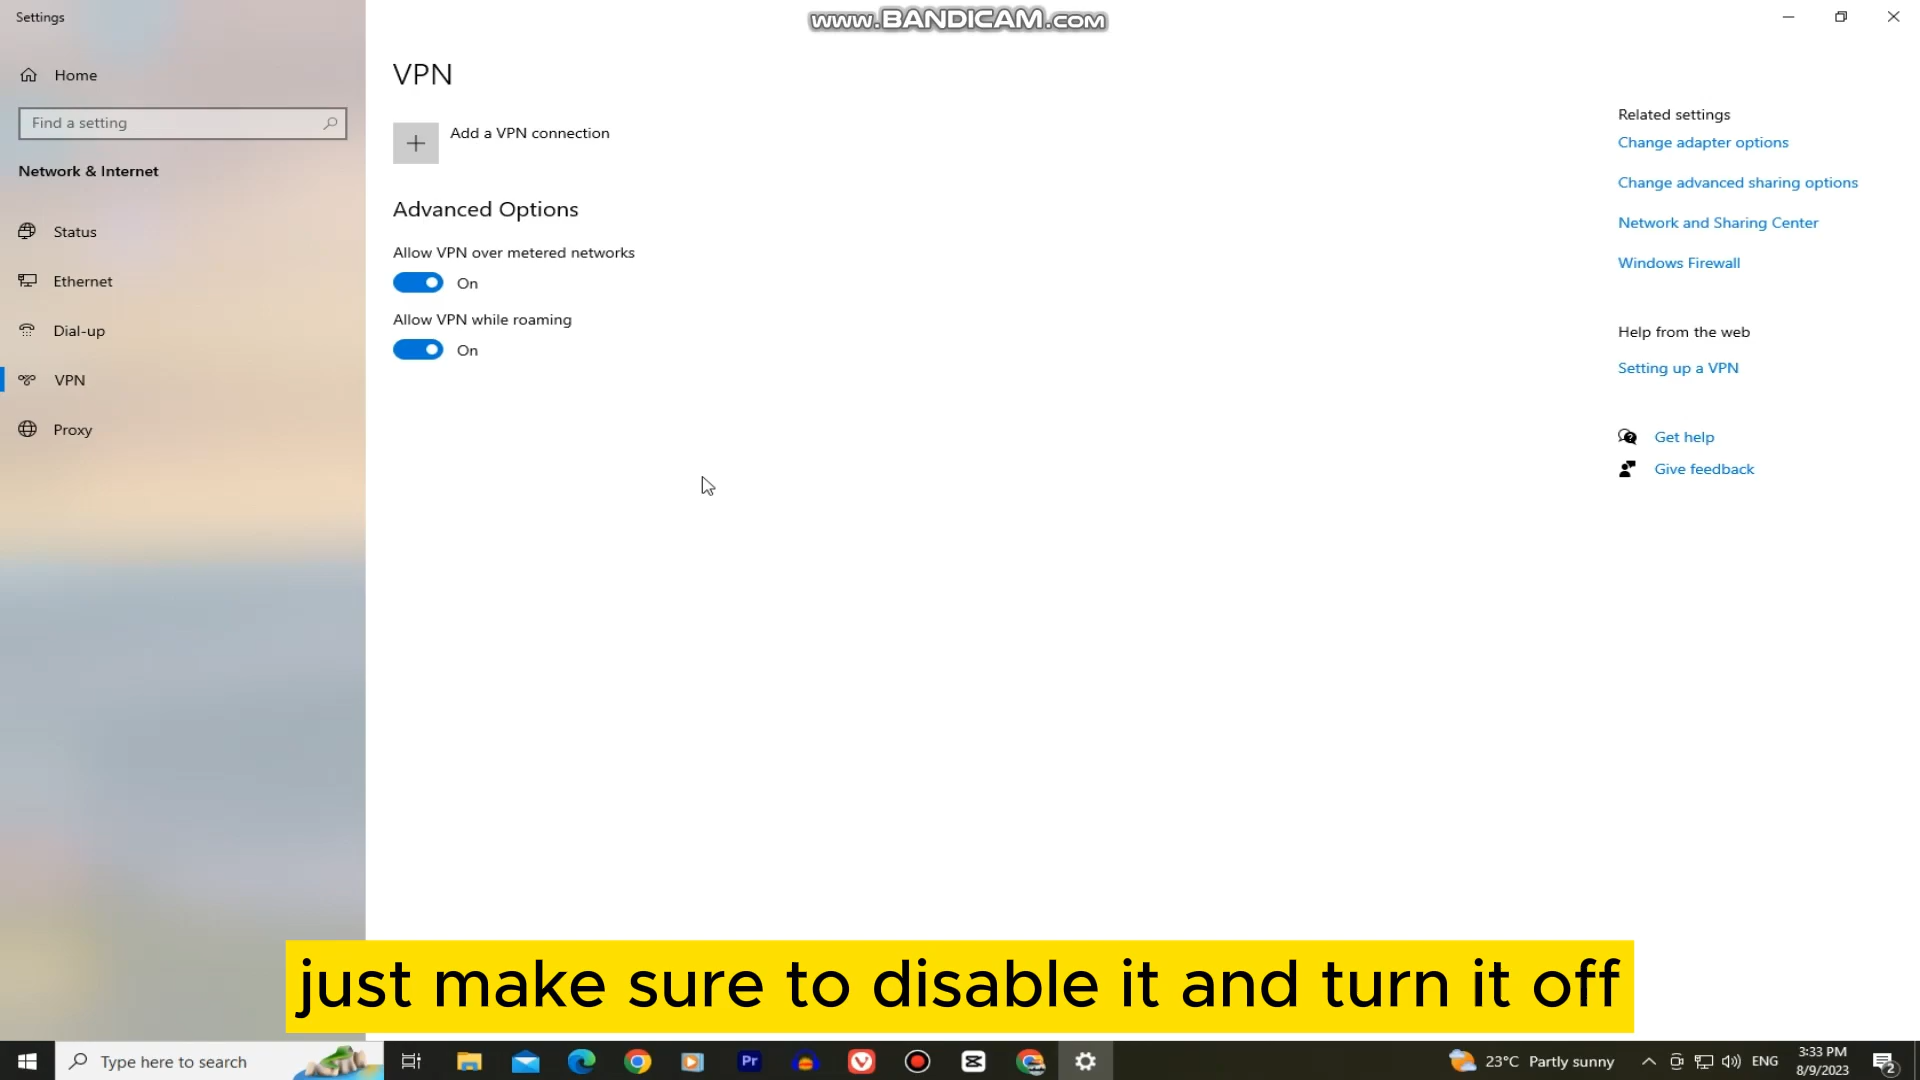 Settings
www.BANDICAM.com
Home
Find a setting
Network & Internet
Status
Ethernet
Dial-up
VPN
Proxy
VPN
Add a VPN connection
Advanced Options
Allow VPN over metered networks
On
Allow VPN while roaming
On
Related settings
Change adapter options
Change advanced sharing options
Network and Sharing Center
Windows Firewall
Help from the web
Setting up a VPN
Get help
Give feedback
just make sure to disable it and turn it off
Type here to search
Pr
23°C Partly sunny
ENG
3:33 PM
8/9/2023
2